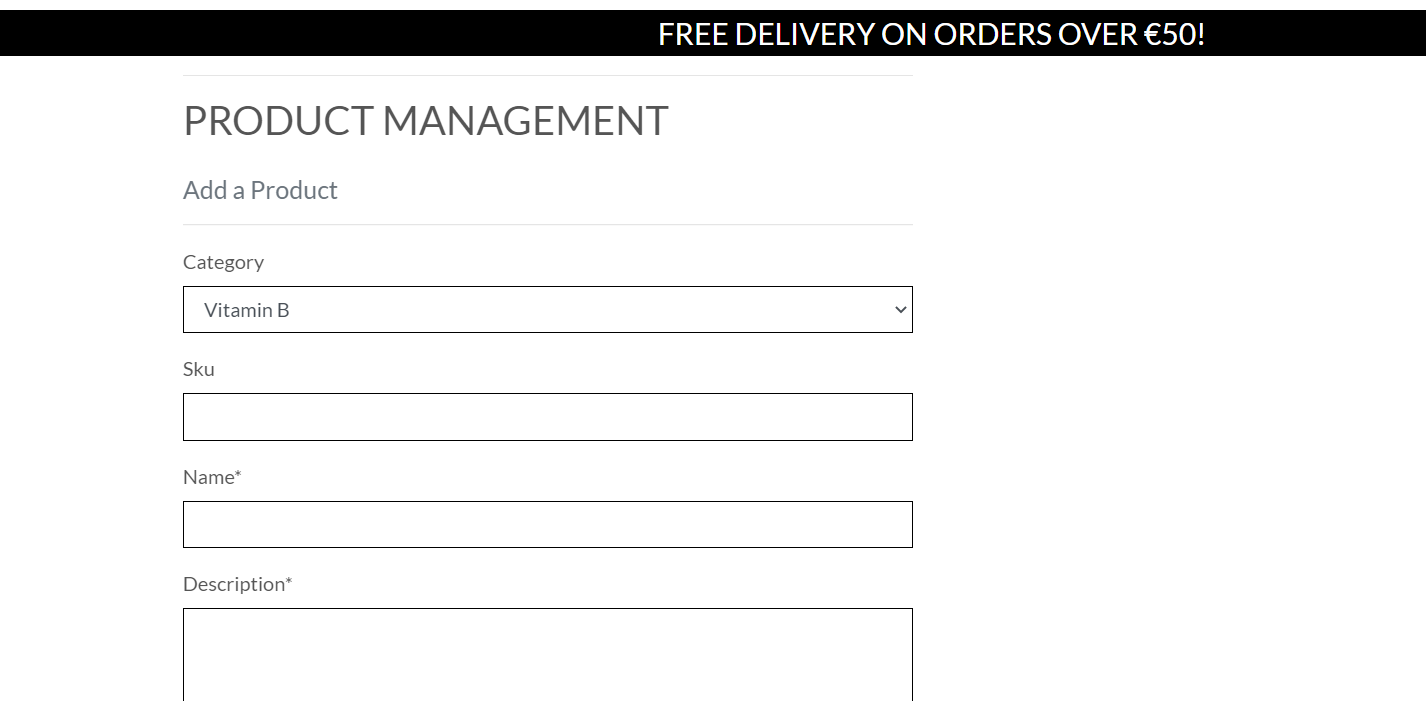 FREE DELIVERY ON ORDERS OVER €50!
PRODUCT MANAGEMENT
Add a Product
Category
Vitamin B
Sku
Name*
Description*